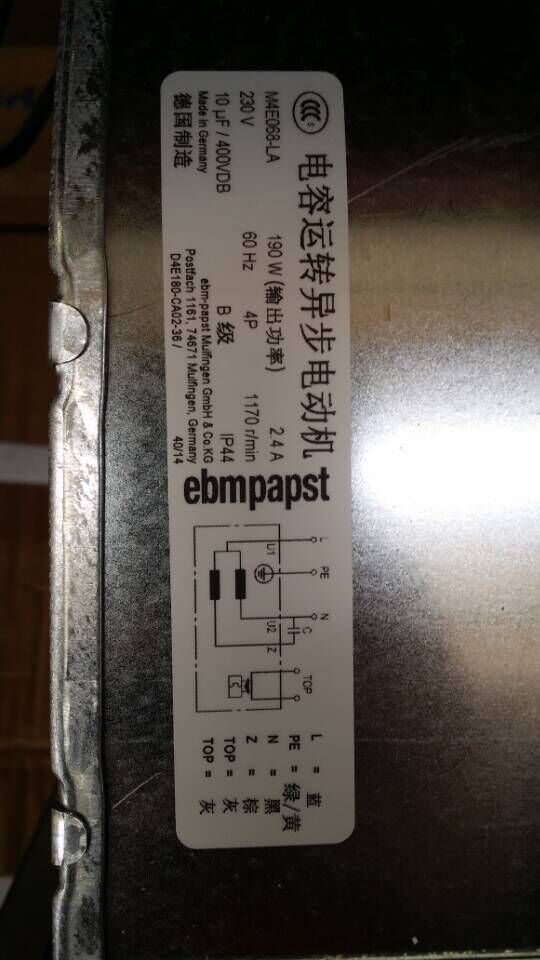 电容运转异步电动机
M4E068-LA 190 W (输出功率) 2.4 A
230 V 60 Hz 4P 1170 r/min
10 µF / 400VDB B 级 IP44
Made in Germany
德国制造
ebm-papst Mulfingen GmbH & Co.KG
Postfach 1161, 74671 Mulfingen, Germany
D4E180-CA02-36 / 40/14
ebmpapst
L PE N TOP
U1 U2 Z C
L = 蓝
PE = 绿/黄
N = 黑
Z = 棕
TOP = 灰
TOP = 灰